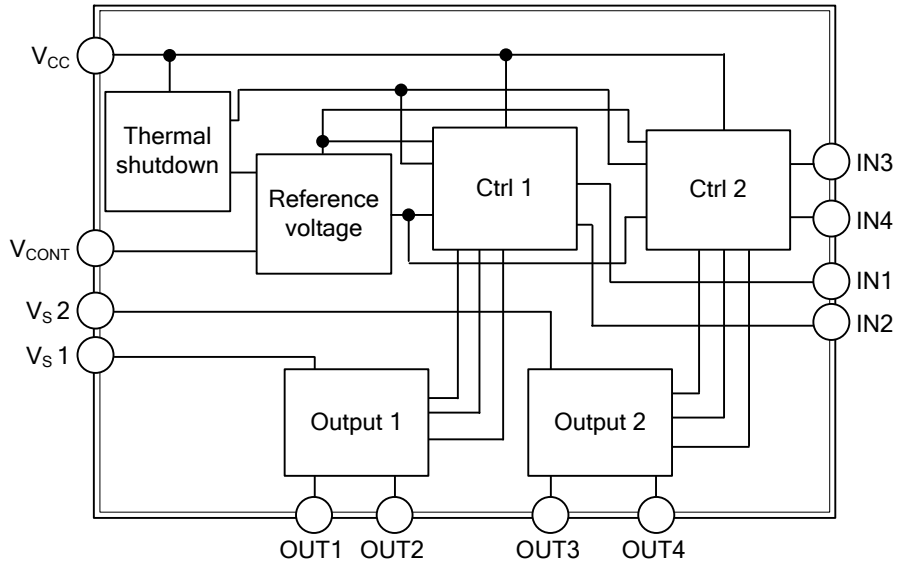 VCC
Thermal
shutdown
Reference
voltage
Ctrl 1
Ctrl 2
IN3
IN4
VCONT
IN1
VS 2
IN2
VS 1
Output 1
Output 2
OUT1
OUT2
OUT3
OUT4